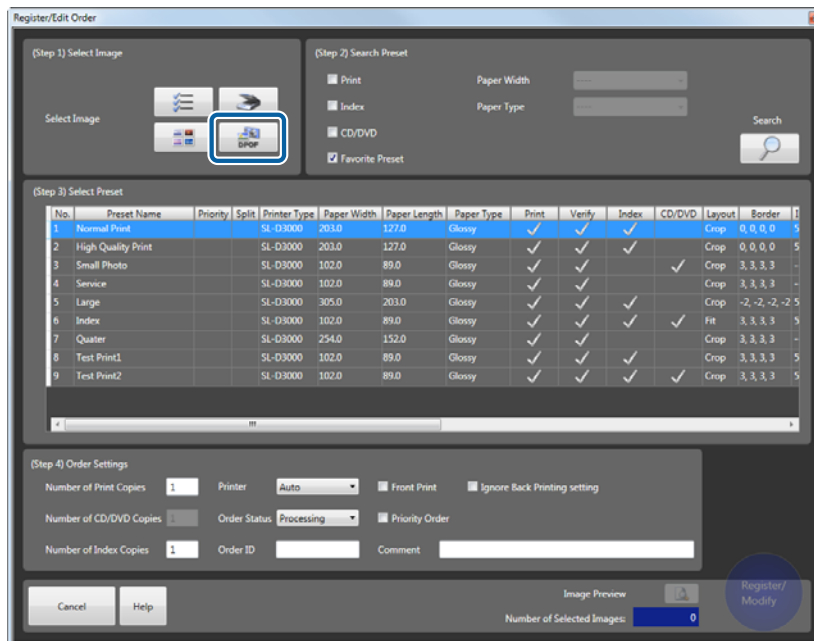 Register/Edit Order
(Step 1) Select Image
Select Image
DPOF
(Step 2) Search Preset
Print
Paper Width
----
Index
Paper Type
----
CD/DVD
Favorite Preset
Search
(Step 3) Select Preset
No. Preset Name Priority Split Printer Type Paper Width Paper Length Paper Type Print Verify Index CD/DVD Layout Border I
1 Normal Print SL-D3000 203.0 127.0 Glossy Crop 0, 0, 0, 0 5
2 High Quality Print SL-D3000 203.0 127.0 Glossy Crop 0, 0, 0, 0 5
3 Small Photo SL-D3000 102.0 89.0 Glossy Crop 3, 3, 3, 3 -
4 Service SL-D3000 102.0 89.0 Glossy Crop 3, 3, 3, 3 -
5 Large SL-D3000 305.0 203.0 Glossy Crop -2, -2, -2, -2 5
6 Index SL-D3000 102.0 89.0 Glossy Fit 3, 3, 3, 3 5
7 Quater SL-D3000 254.0 152.0 Glossy Crop 3, 3, 3, 3 -
8 Test Print1 SL-D3000 102.0 89.0 Glossy Crop 3, 3, 3, 3 5
9 Test Print2 SL-D3000 102.0 89.0 Glossy Crop 3, 3, 3, 3 5
(Step 4) Order Settings
Number of Print Copies 1 Printer Auto Front Print Ignore Back Printing setting
Number of CD/DVD Copies 1 Order Status Processing Priority Order
Number of Index Copies 1 Order ID Comment
Cancel
Help
Image Preview
Number of Selected Images: 0
Register/
Modify